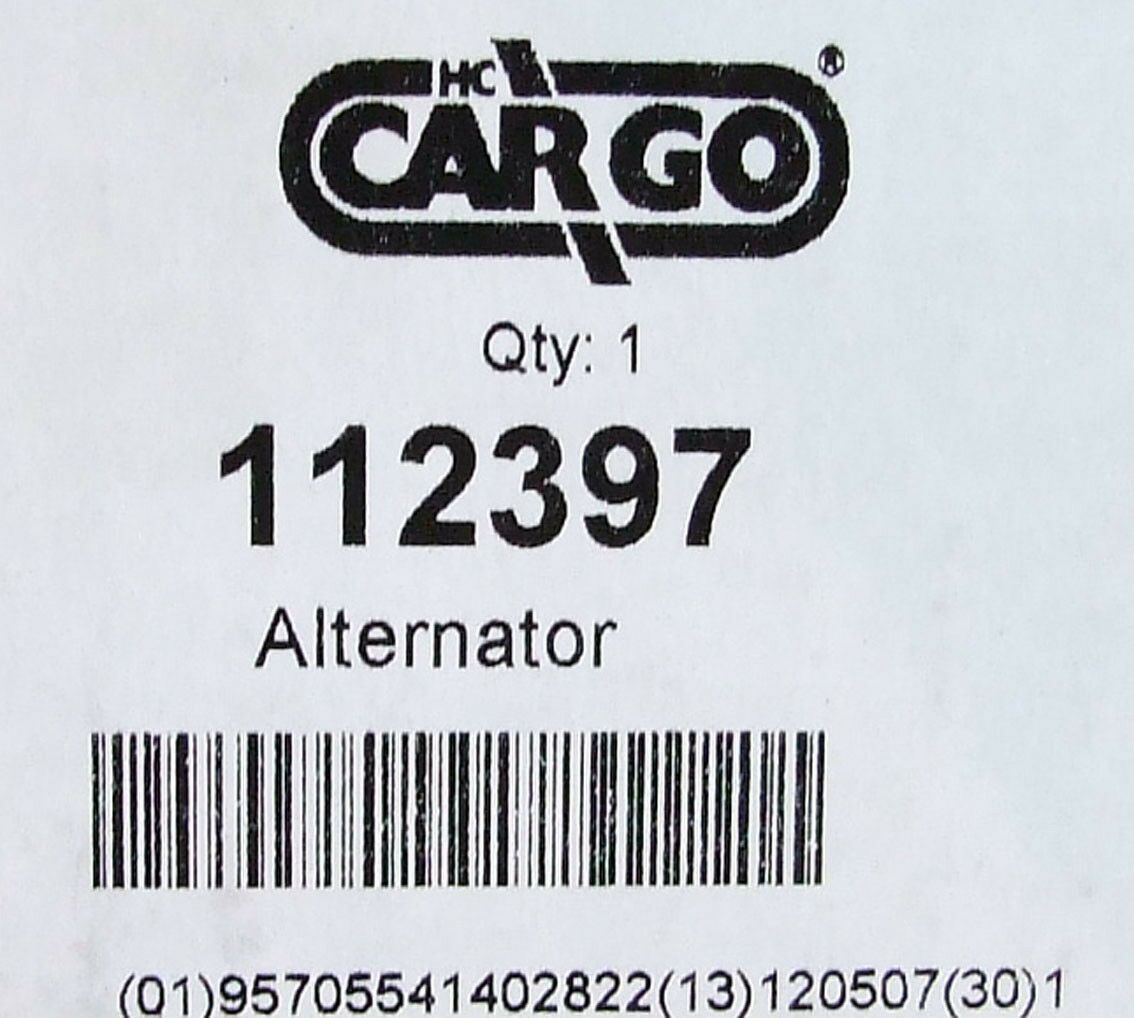 HC
CARGO®
Qty: 1
112397
Alternator
(01)95705541402822(13)120507(30)1